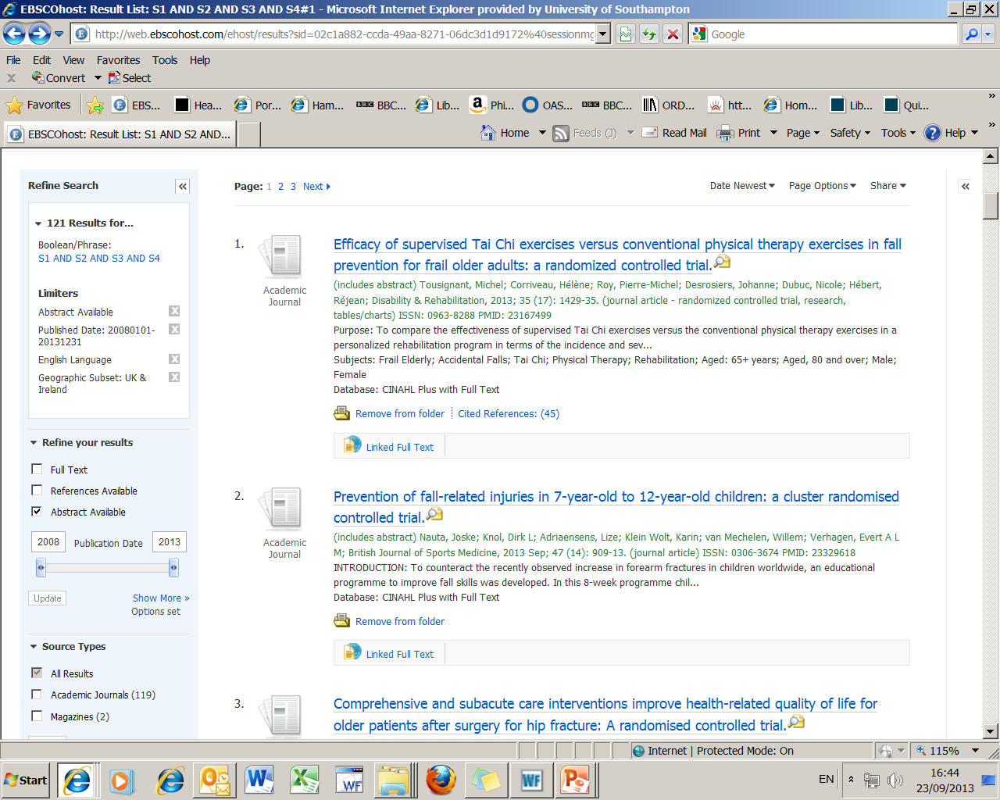 EBSCOhost: Result List: S1 AND S2 AND S3 AND S4#1 - Microsoft Internet Explorer provided by University of Southampton
http://web.ebscohost.com/ehost/results?sid=02c1a882-ccda-49aa-8271-06dc3d1d9172%40sessionmg
Google
File Edit View Favorites Tools Help
x Convert Select
Favorites EBS... Hea... Por... Ham... BBC BBC... Lib... Phi... OAS... BBC BBC... ORD... htt... Hom... Lib... Qui... »
EBSCOhost: Result List: S1 AND S2 AND... Home Feeds (J) Read Mail Print Page Safety Tools Help »
Refine Search «
Page: 1 2 3 Next
Date Newest Page Options Share «
121 Results for...
Boolean/Phrase:
S1 AND S2 AND S3 AND S4
Limiters
Abstract Available
Published Date: 20080101-
20131231
English Language
Geographic Subset: UK &
Ireland
Refine your results
Full Text
References Available
Abstract Available
2008 Publication Date 2013
Update
Show More »
Options set
Source Types
All Results
Academic Journals (119)
Magazines (2)
1.
Academic
Journal
Efficacy of supervised Tai Chi exercises versus conventional physical therapy exercises in fall
prevention for frail older adults: a randomized controlled trial.
(includes abstract) Tousignant, Michel; Corriveau, Hélène; Roy, Pierre-Michel; Desrosiers, Johanne; Dubuc, Nicole; Hébert,
Réjean; Disability & Rehabilitation, 2013; 35 (17): 1429-35. (journal article - randomized controlled trial, research,
tables/charts) ISSN: 0963-8288 PMID: 23167499
Purpose: To compare the effectiveness of supervised Tai Chi exercises versus the conventional physical therapy exercises in a
personalized rehabilitation program in terms of the incidence and sev...
Subjects: Frail Elderly; Accidental Falls; Tai Chi; Physical Therapy; Rehabilitation; Aged: 65+ years; Aged, 80 and over; Male;
Female
Database: CINAHL Plus with Full Text
Remove from folder Cited References: (45)
Linked Full Text
2.
Academic
Journal
Prevention of fall-related injuries in 7-year-old to 12-year-old children: a cluster randomised
controlled trial.
(includes abstract) Nauta, Joske; Knol, Dirk L; Adriaensens, Lize; Klein Wolt, Karin; van Mechelen, Willem; Verhagen, Evert A L
M; British Journal of Sports Medicine, 2013 Sep; 47 (14): 909-13. (journal article) ISSN: 0306-3674 PMID: 23329618
INTRODUCTION: To counteract the recently observed increase in forearm fractures in children worldwide, an educational
programme to improve fall skills was developed. In this 8-week programme chil...
Database: CINAHL Plus with Full Text
Remove from folder
Linked Full Text
3.
Comprehensive and subacute care interventions improve health-related quality of life for
older patients after surgery for hip fracture: A randomised controlled trial.
Internet | Protected Mode: On 115%
Start EN 16:44
23/09/2013